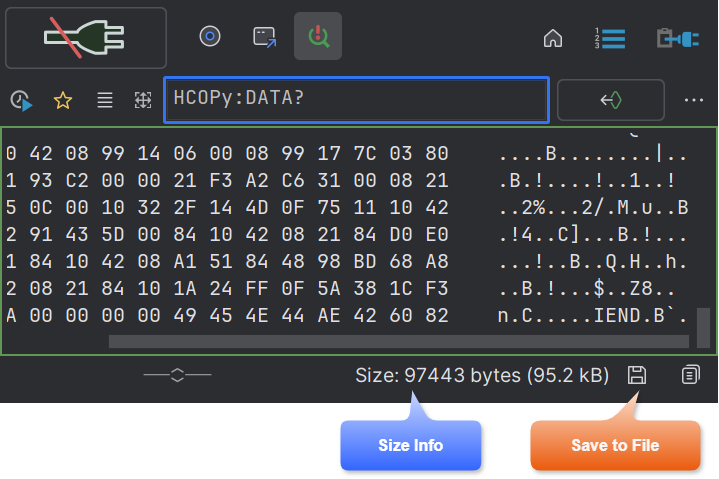 1
2
3
HCOPy:DATA?
0 42 08 99 14 06 00 08 99 17 7C 03 80 ....B........|..
1 93 C2 00 00 21 F3 A2 C6 31 00 08 21 .B.!....!..1..!
5 0C 00 10 32 2F 14 4D 0F 75 11 10 42 ..2%...2/.M.u..B
2 91 43 5D 00 84 10 42 08 21 84 D0 E0 .!4..C]...B.!...
1 84 10 42 08 A1 51 84 48 98 BD 68 A8 ...!..B..Q.H..h.
2 08 21 84 10 1A 24 FF 0F 5A 38 1C F3 ..B.!...$..Z8..
A 00 00 00 00 49 45 4E 44 AE 42 60 82 n.C.....IEND.B`.
Size: 97443 bytes (95.2 kB)
Size Info
Save to File